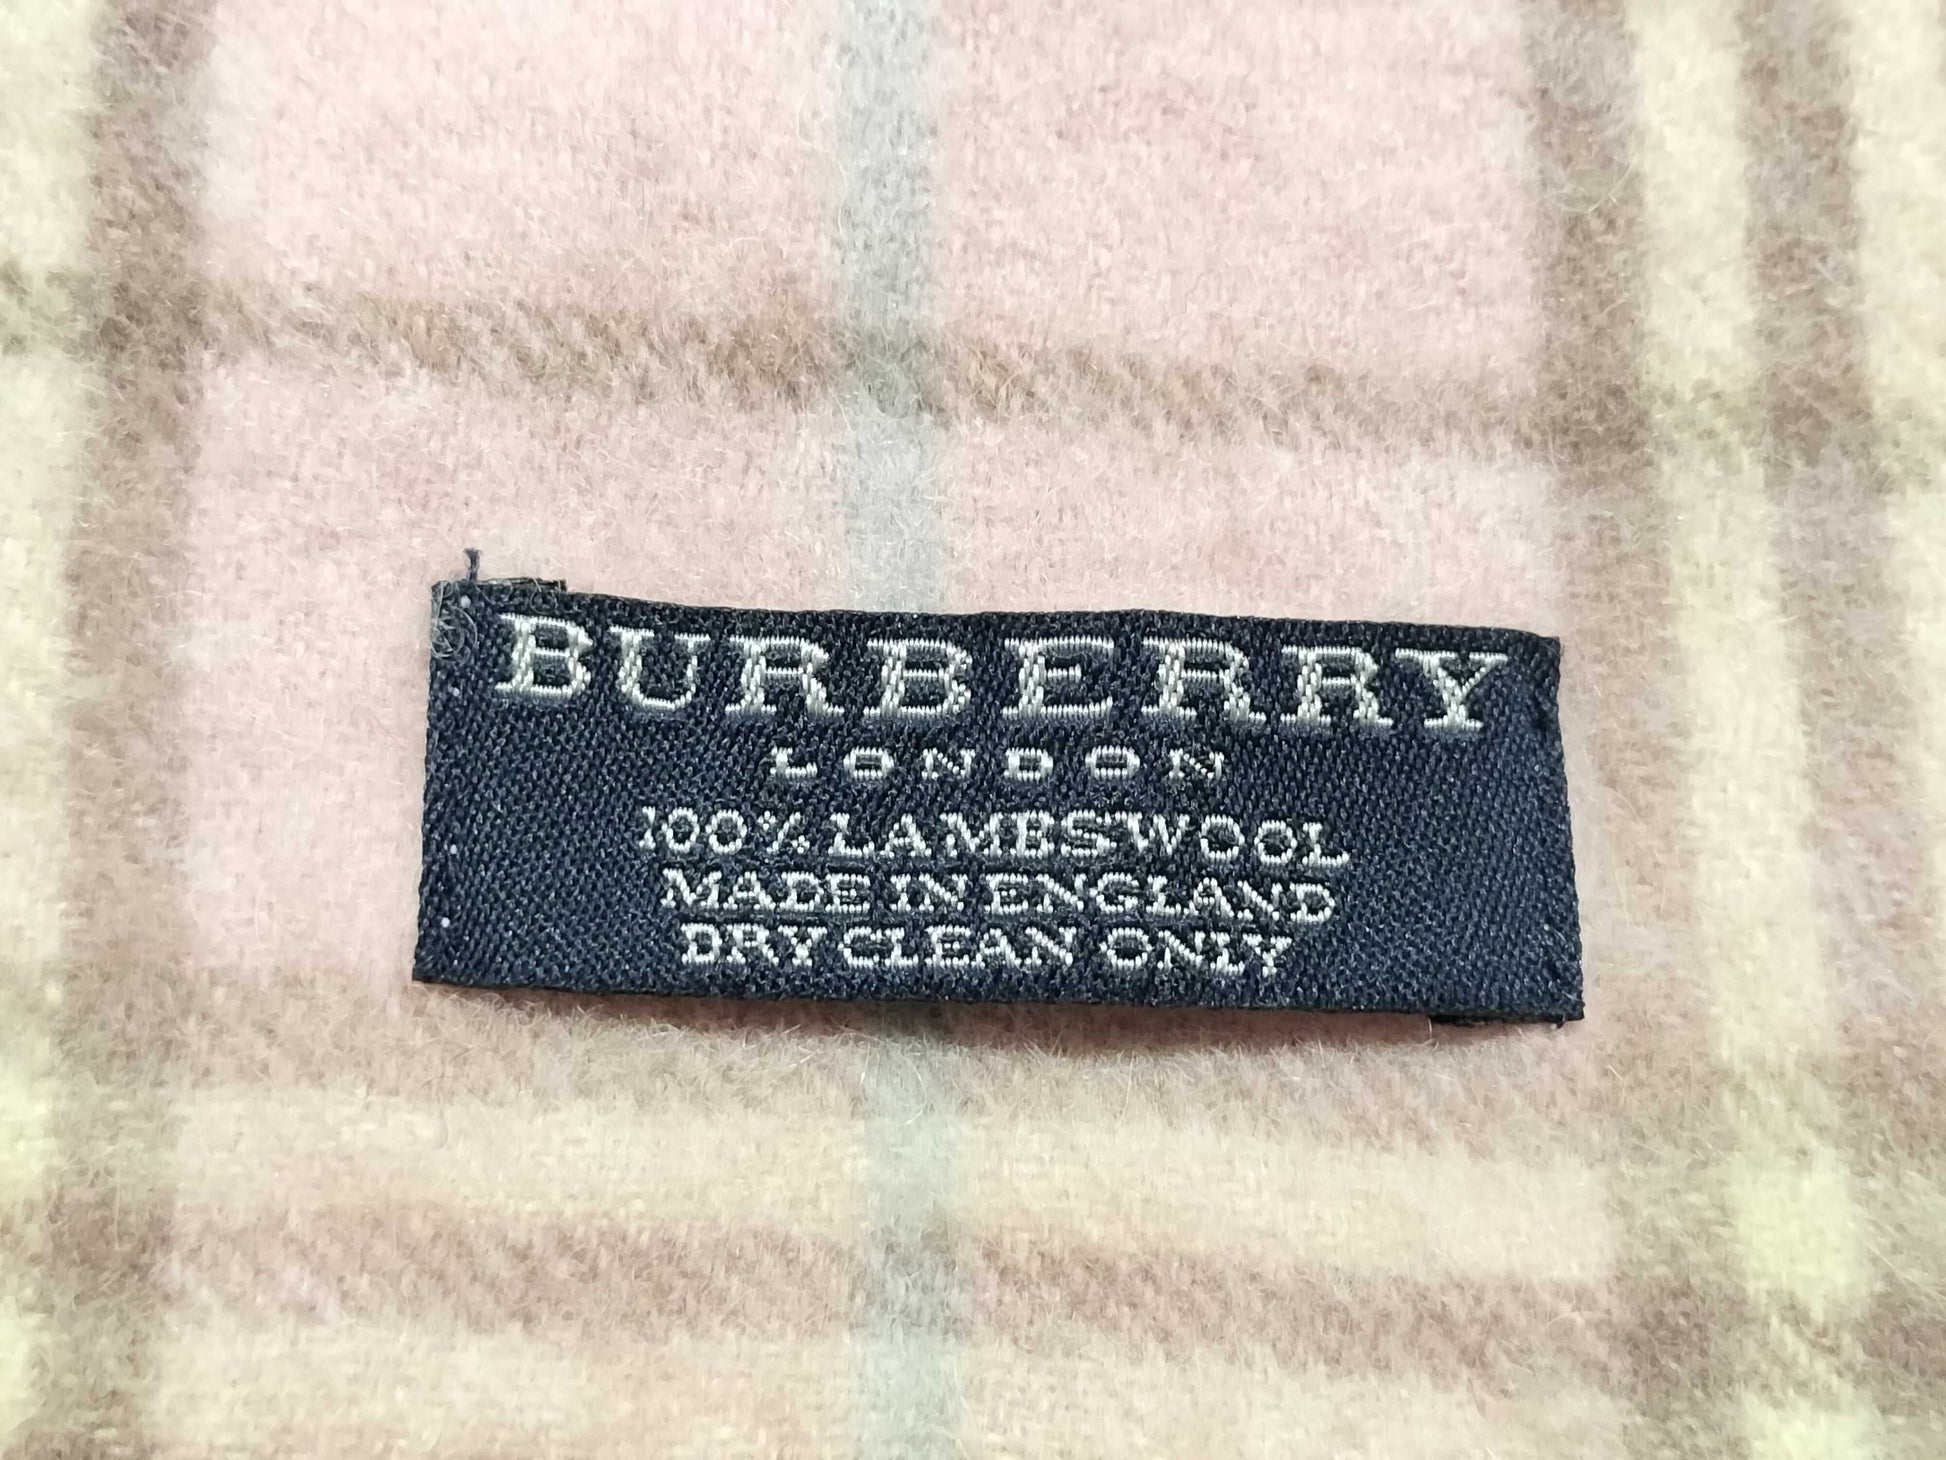 BURBERRY
LONDON
100% LAMBSWOOL
MADE IN ENGLAND
DRY CLEAN ONLY